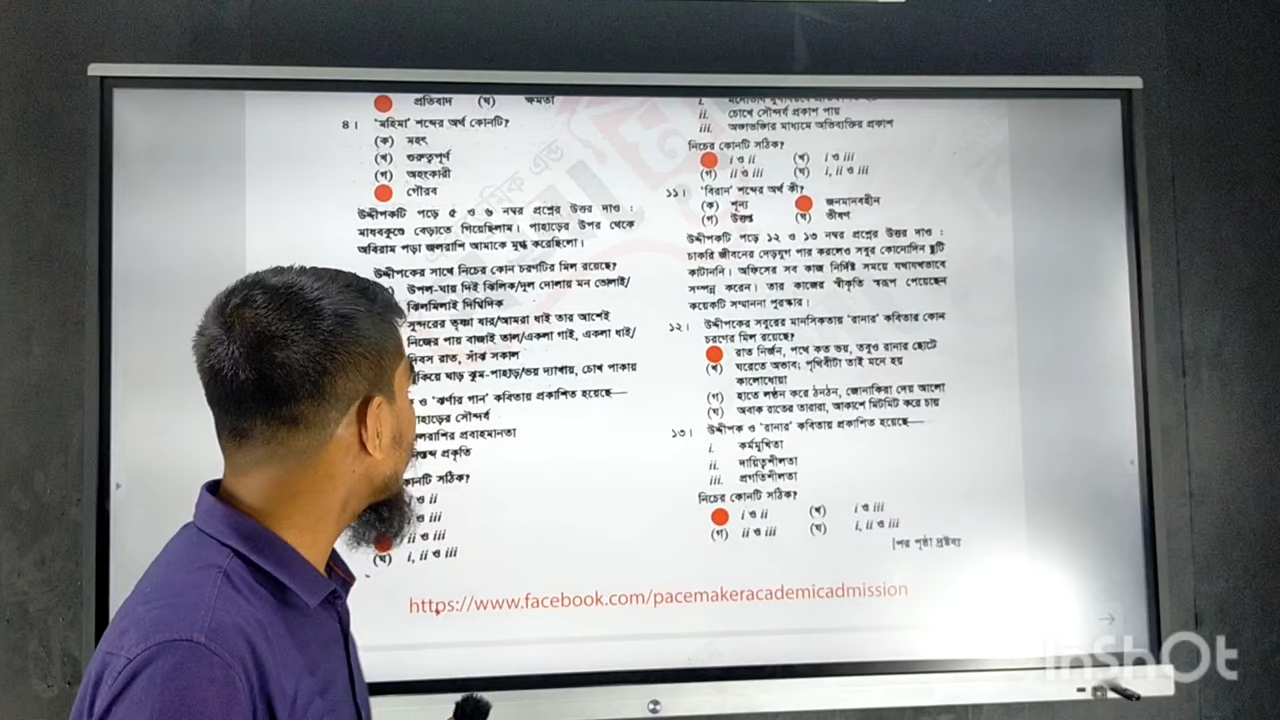 প্রতিবাদ (ঘ) ক্ষমতা
৪। 'মহিমা' শব্দের অর্থ কোনটি?
(ক) মহৎ
(খ) গুরুত্বপূর্ণ
(গ) অহংকারী
গৌরব
উদ্দীপকটি পড়ে ৫ ও ৬ নম্বর প্রশ্নের উত্তর দাও :
মাধবকুণ্ডে বেড়াতে গিয়েছিলাম। পাহাড়ের উপর থেকে
অবিরাম পড়া জলরাশি আমাকে মুগ্ধ করেছিলো।
উদ্দীপকের সাথে নিচের কোন চরণটির মিল রয়েছে?
উপল-ঘায় দিই ঝিলিক/দুল দোলায় মন ভোলাই/
ঝিলমিলাই দিগ্বিদিক
সুন্দরের তৃষ্ণা যার/আমরা ধাই তার আশেই
নিজের পায় বাজাই তাল/একলা গাই, একলা ধাই/
দিবস রাত, সাঁঝ সকাল
ঝুঁকিয়ে ঘাড় ঝুম-পাহাড়/ভয় দ্যাখায়, চোখ পাকায়
ও 'ঝর্ণার গান' কবিতায় প্রকাশিত হয়েছে—
পাহাড়ের সৌন্দর্য
জলরাশির প্রবাহমানতা
প্রকৃতি
কোনটি সঠিক?
ও ii
ও iii
ii ও iii
(ঘ) i, ii ও iii
i.
ii. চোখে সৌন্দর্য প্রকাশ পায়
iii. অঙ্গভঙ্গির মাধ্যমে অভিব্যক্তির প্রকাশ
নিচের কোনটি সঠিক?
i ও ii (খ) i ও iii
(গ) ii ও iii (ঘ) i, ii ও iii
১১। 'বিরান' শব্দের অর্থ কী?
(ক) শূন্য জনমানবহীন
(গ) উত্তপ্ত (ঘ) ভীষণ
উদ্দীপকটি পড়ে ১২ ও ১৩ নম্বর প্রশ্নের উত্তর দাও :
চাকরি জীবনের দেড়যুগ পার করলেও সবুর কোনোদিন ছুটি
কাটাননি। অফিসের সব কাজ নির্দিষ্ট সময়ে যথাযথভাবে
সম্পন্ন করেন। তার কাজের স্বীকৃতি স্বরূপ পেয়েছেন
কয়েকটি সম্মাননা পুরস্কার।
১২। উদ্দীপকের সবুরের মানসিকতায় 'রানার' কবিতার কোন
চরণের মিল রয়েছে?
রাত নির্জন, পথে কত ভয়, তবুও রানার ছোটে
(খ) ঘরেতে অভাব; পৃথিবীটা তাই মনে হয়
কালোধোয়া
(গ) হাতে লণ্ঠন করে ঠনঠন, জোনাকিরা দেয় আলো
(ঘ) অবাক রাতের তারারা, আকাশে মিটমিট করে চায়
১৩। উদ্দীপক ও 'রানার' কবিতায় প্রকাশিত হয়েছে—
i. কর্মমুখিতা
ii. দায়িত্বশীলতা
iii. প্রগতিশীলতা
নিচের কোনটি সঠিক?
i ও ii (খ) i ও iii
(গ) ii ও iii (ঘ) i, ii ও iii
[পর পৃষ্ঠা দ্রষ্টব্য
https://www.facebook.com/pacemakeracademicadmission
InShOt